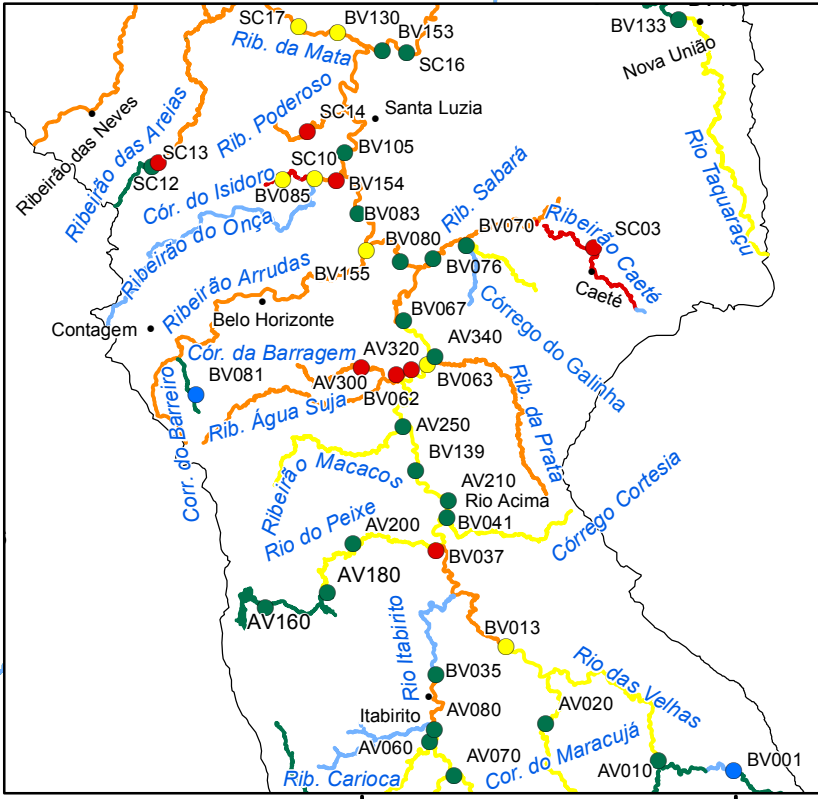 SC17
BV130
BV153
BV133
Nova União
Rib. da Mata
SC16
Ribeirão das Neves
Ribeirão das Areias
Rib. Poderoso
SC14
Santa Luzia
SC13
SC12
BV105
SC10
Cór. do Isidoro
BV154
BV085
Rib. Sabará
Rio Taquaraçu
BV083
BV070
Ribeirão Caeté
SC03
Ribeirão do Onça
BV080
BV155
BV076
Caeté
Ribeirão Arrudas
Belo Horizonte
BV067
Córrego do Galinha
Contagem
Cór. da Barragem
AV320
AV340
BV081
AV300
BV063
BV062
Corr. do Barreiro
Rib. Água Suja
Rib. da Prata
AV250
BV139
Ribeirão Macacos
AV210
Rio Acima
Córrego Cortesia
BV041
Rio do Peixe
AV200
BV037
AV180
AV160
BV013
Rio Itabirito
BV035
Rio das Velhas
AV020
Itabirito
AV080
AV060
Cor. do Maracujá
AV070
Rib. Carioca
AV010
BV001